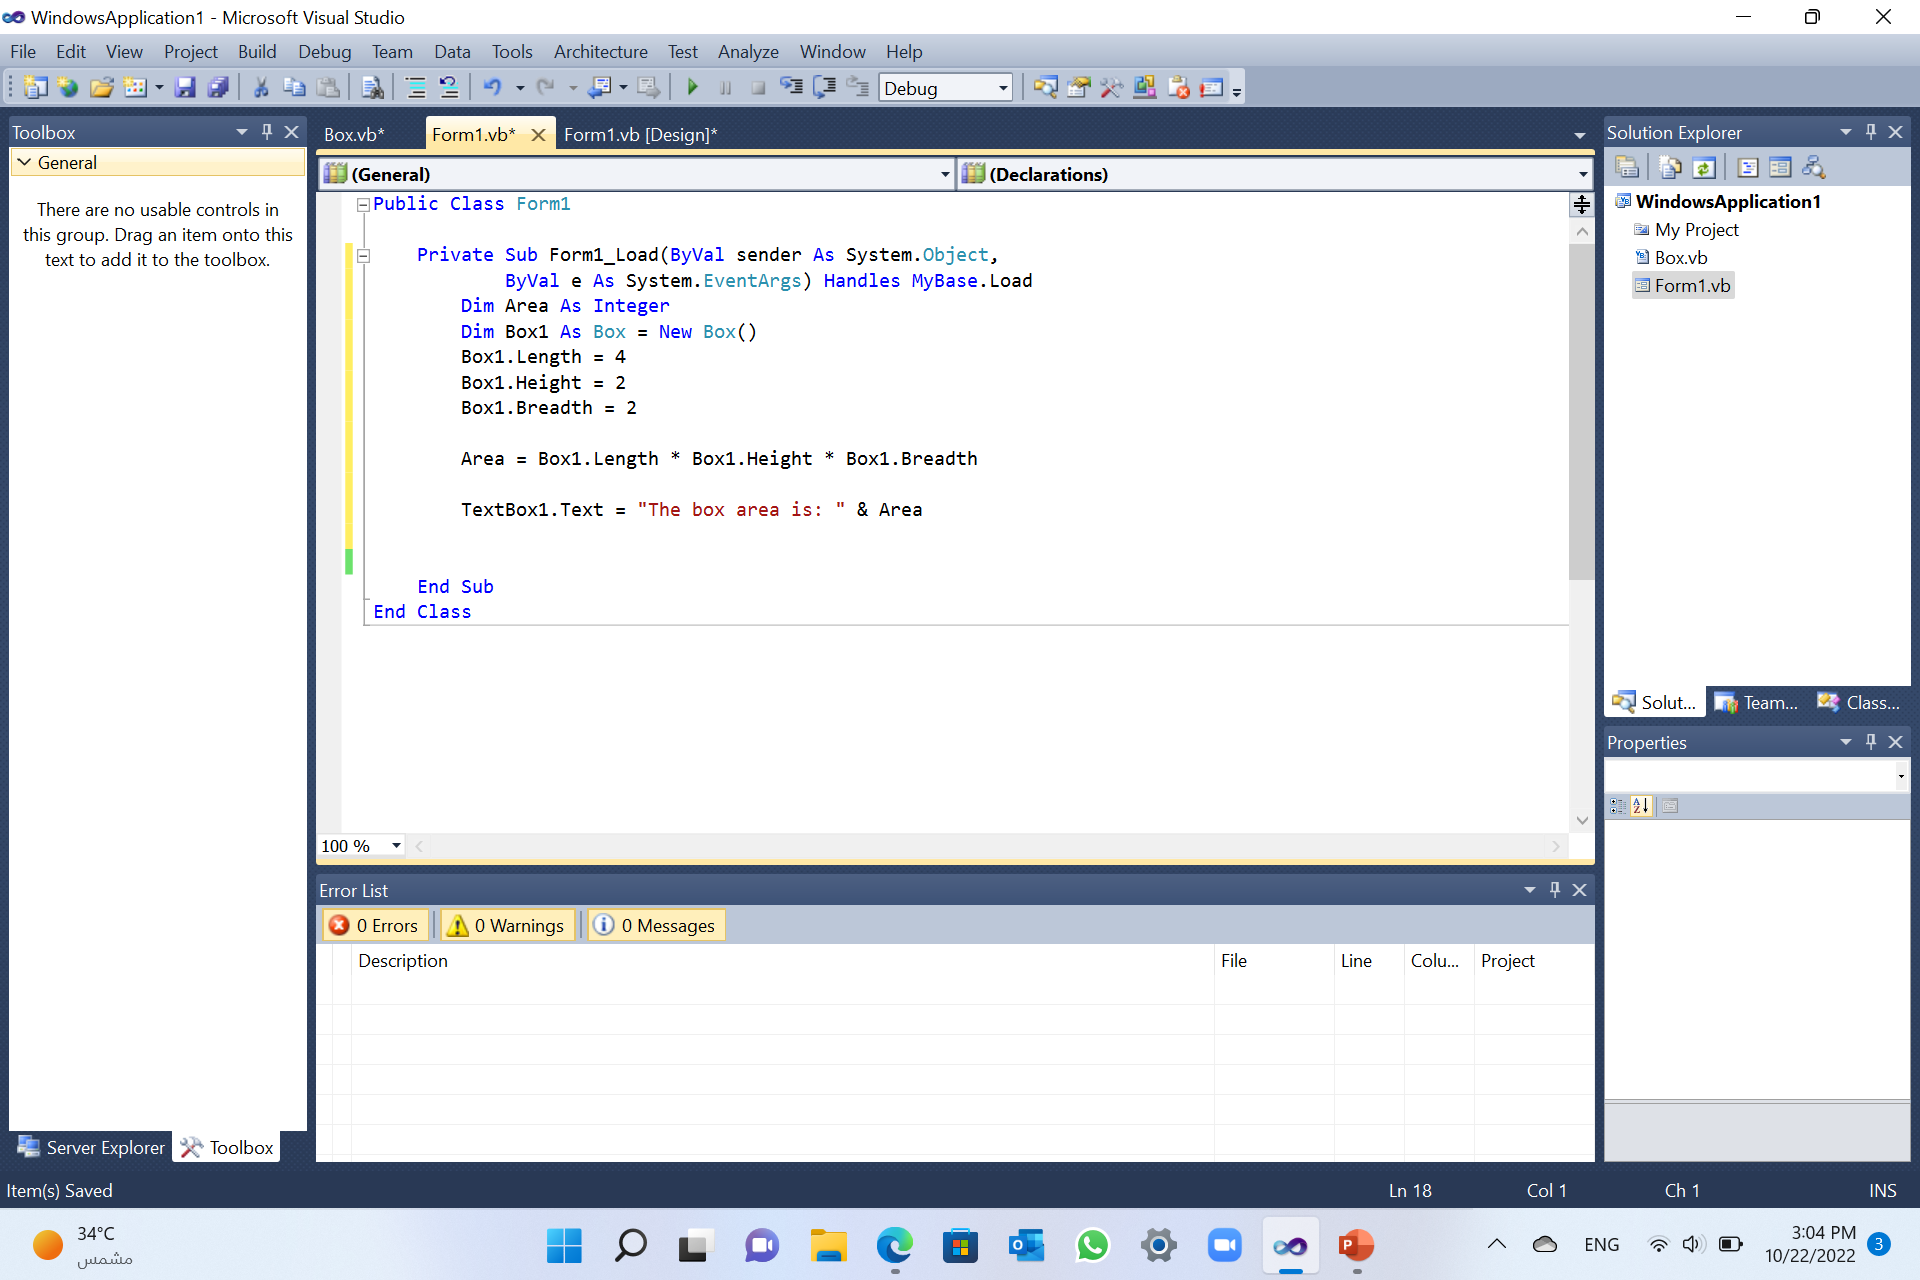 WindowsApplication1 - Microsoft Visual Studio
File Edit View Project Build Debug Team Data Tools Architecture Test Analyze Window Help
Debug
Toolbox
General
There are no usable controls in
this group. Drag an item onto this
text to add it to the toolbox.
Server Explorer
Toolbox
Box.vb*
Form1.vb*
Form1.vb [Design]*
(General)
(Declarations)
Public Class Form1
Private Sub Form1_Load(ByVal sender As System.Object,
ByVal e As System.EventArgs) Handles MyBase.Load
Dim Area As Integer
Dim Box1 As Box = New Box()
Box1.Length = 4
Box1.Height = 2
Box1.Breadth = 2
Area = Box1.Length * Box1.Height * Box1.Breadth
TextBox1.Text = "The box area is: " & Area
End Sub
End Class
100 %
Error List
0 Errors
0 Warnings
0 Messages
Description File Line Colu... Project
Solution Explorer
WindowsApplication1
My Project
Box.vb
Form1.vb
Solut...
Team...
Class...
Properties
Item(s) Saved
Ln 18 Col 1 Ch 1 INS
34°C
مشمس
ENG
3:04 PM
10/22/2022
3